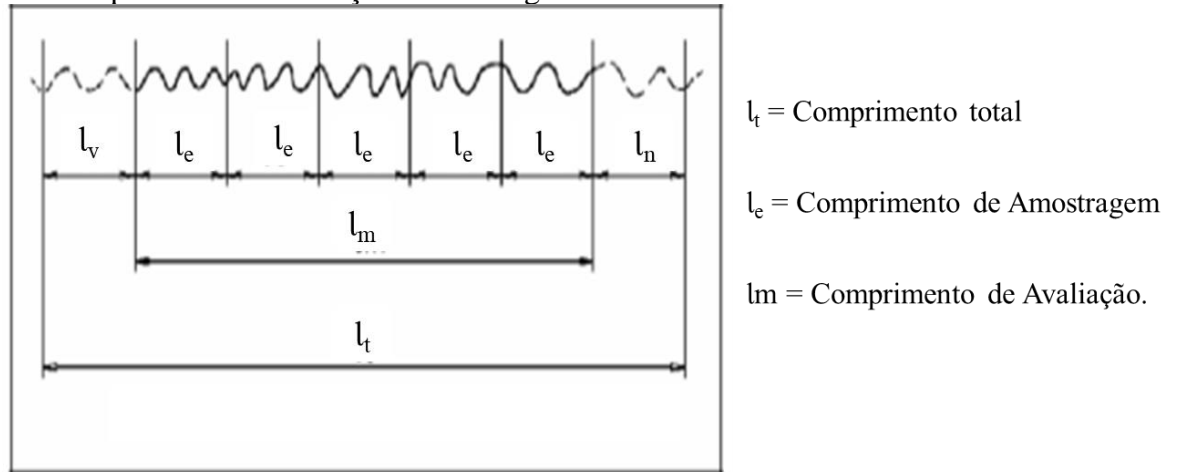 lv le le le le le ln
lm
lt
lt = Comprimento total
le = Comprimento de Amostragem
lm = Comprimento de Avaliação.